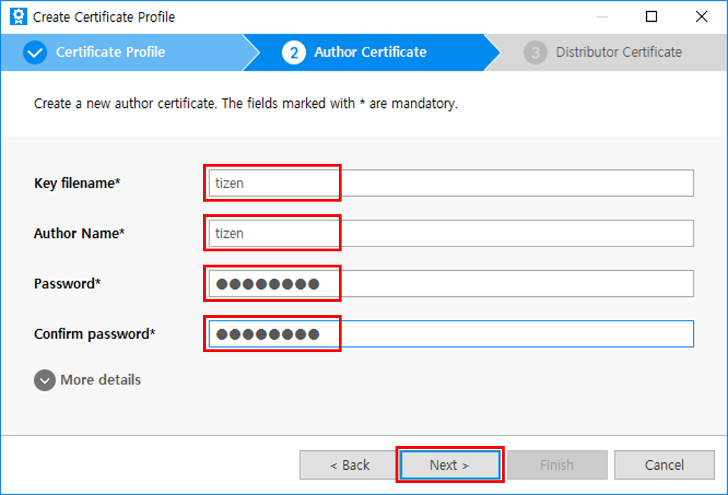 Create Certificate Profile
Certificate Profile
2 Author Certificate
3 Distributor Certificate
Create a new author certificate. The fields marked with * are mandatory.
Key filename*
tizen
Author Name*
tizen
Password*
●●●●●●●●
Confirm password*
●●●●●●●●
More details
< Back
Next >
Finish
Cancel